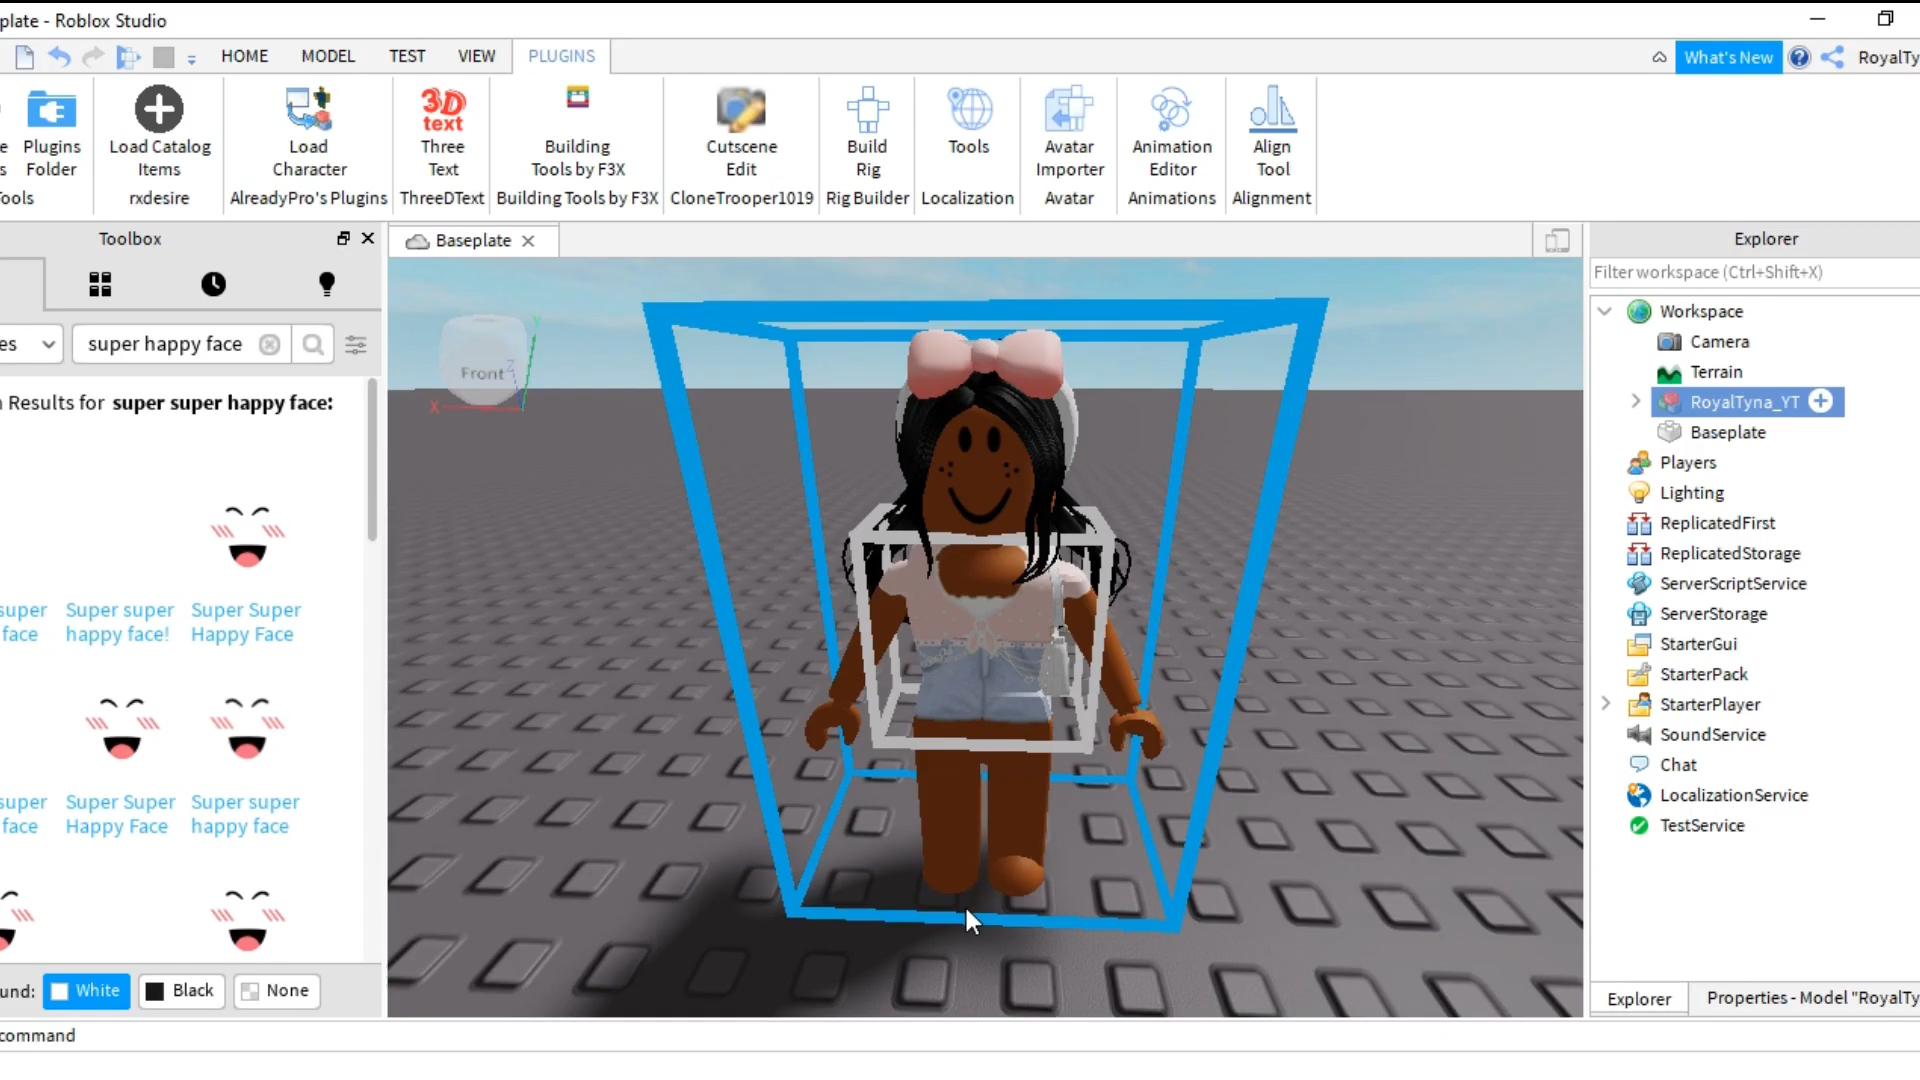 plate - Roblox Studio
HOME MODEL TEST VIEW PLUGINS
What's New
RoyalTy
Plugins Folder
ools
Load Catalog Items
rxdesire
Load Character
AlreadyPro's Plugins
3D text
Three Text
ThreeDText
Building Tools by F3X
Building Tools by F3X
Cutscene Edit
CloneTrooper1019
Build Rig
Rig Builder
Tools
Localization
Avatar Importer
Avatar
Animation Editor
Animations
Align Tool
Alignment
Toolbox
es
super happy face
n Results for super super happy face:
super face
Super super happy face!
Super Super Happy Face
super face
Super Super Happy Face
Super super happy face
und: White Black None
command
Baseplate
Front
X
Y
Z
Explorer
Filter workspace (Ctrl+Shift+X)
Workspace
Camera
Terrain
RoyalTyna_YT
Baseplate
Players
Lighting
ReplicatedFirst
ReplicatedStorage
ServerScriptService
ServerStorage
StarterGui
StarterPack
StarterPlayer
SoundService
Chat
LocalizationService
TestService
Explorer
Properties - Model "RoyalTy